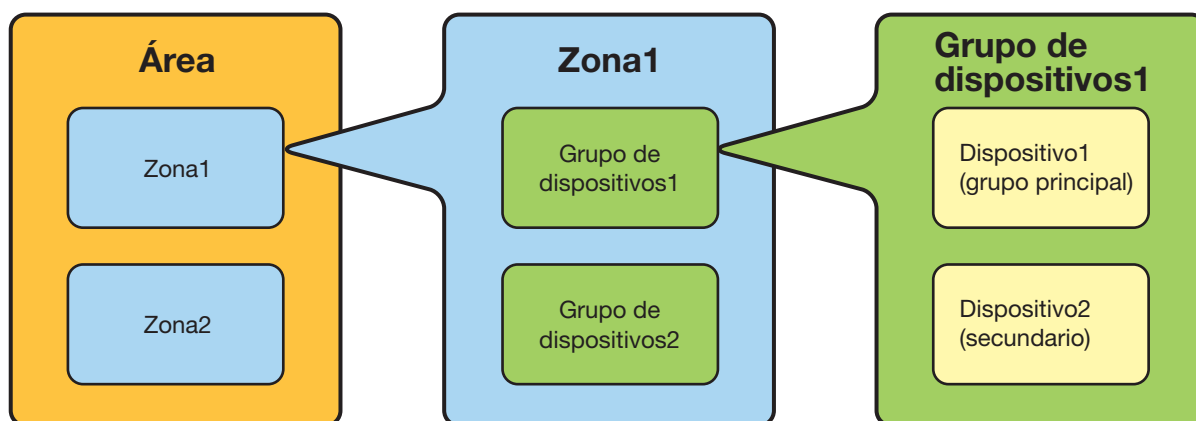 Área
Zona1
Zona2
Zona1
Grupo de
dispositivos1
Grupo de
dispositivos2
Grupo de
dispositivos1
Dispositivo1
(grupo principal)
Dispositivo2
(secundario)